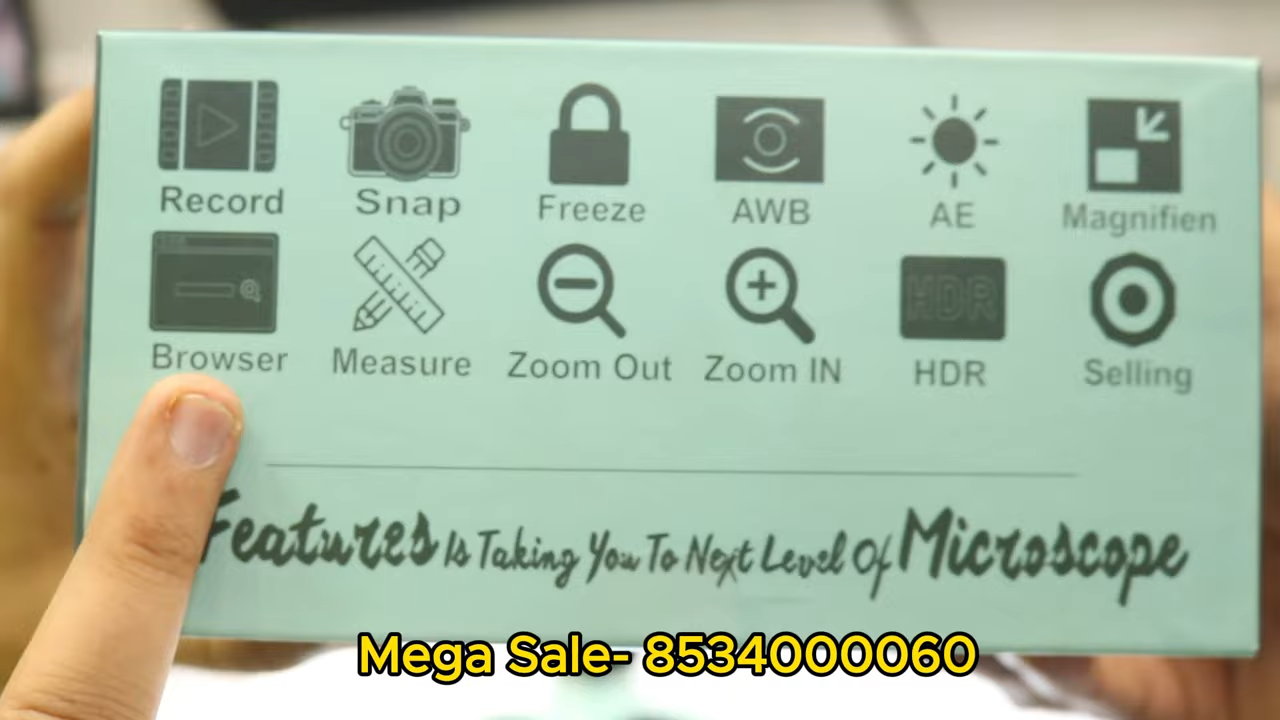 Record Snap Freeze AWB AE Magnifien
Browser Measure Zoom Out Zoom IN HDR Selling
HDR
Features Is Taking You To Next Level Of Microscope
Mega Sale- 8534000060